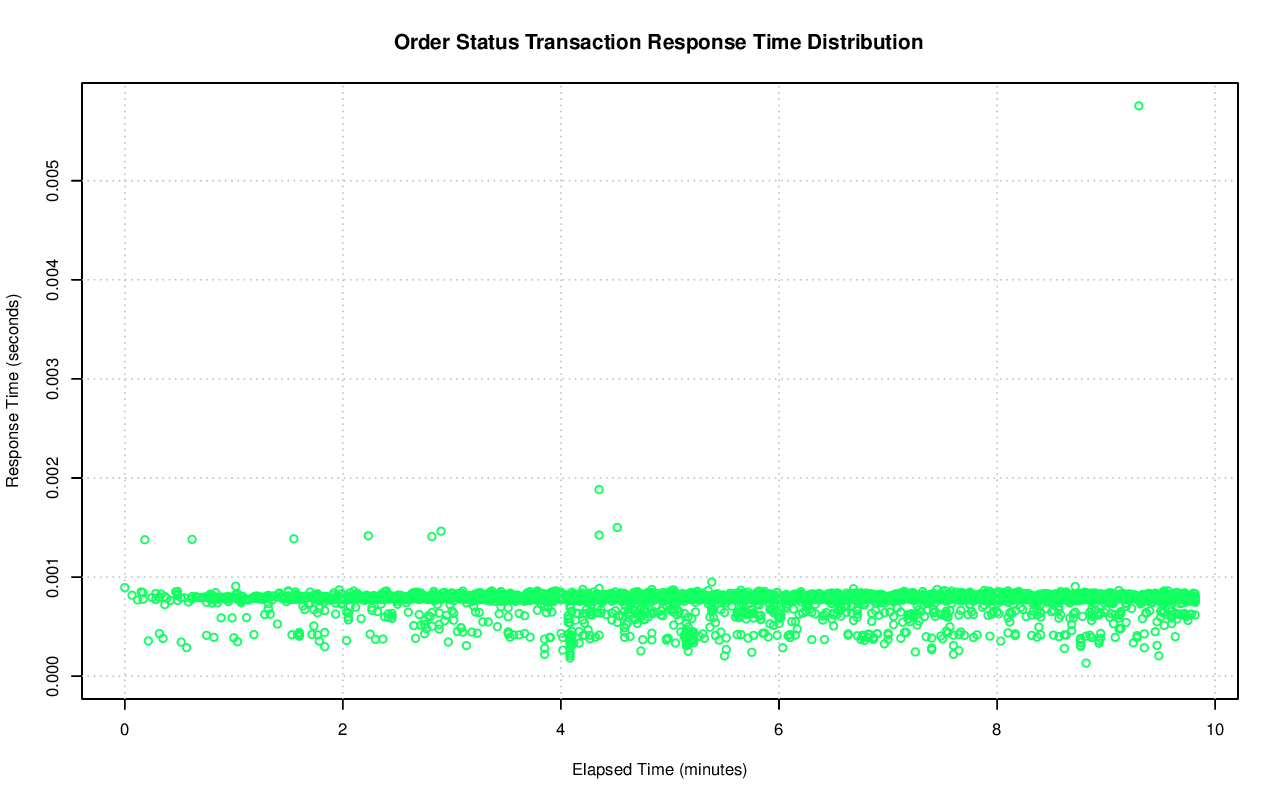 Order Status Transaction Response Time Distribution
Response Time (seconds)
0.005
0.004
0.003
0.002
0.001
0.000
0 2 4 6 8 10
Elapsed Time (minutes)